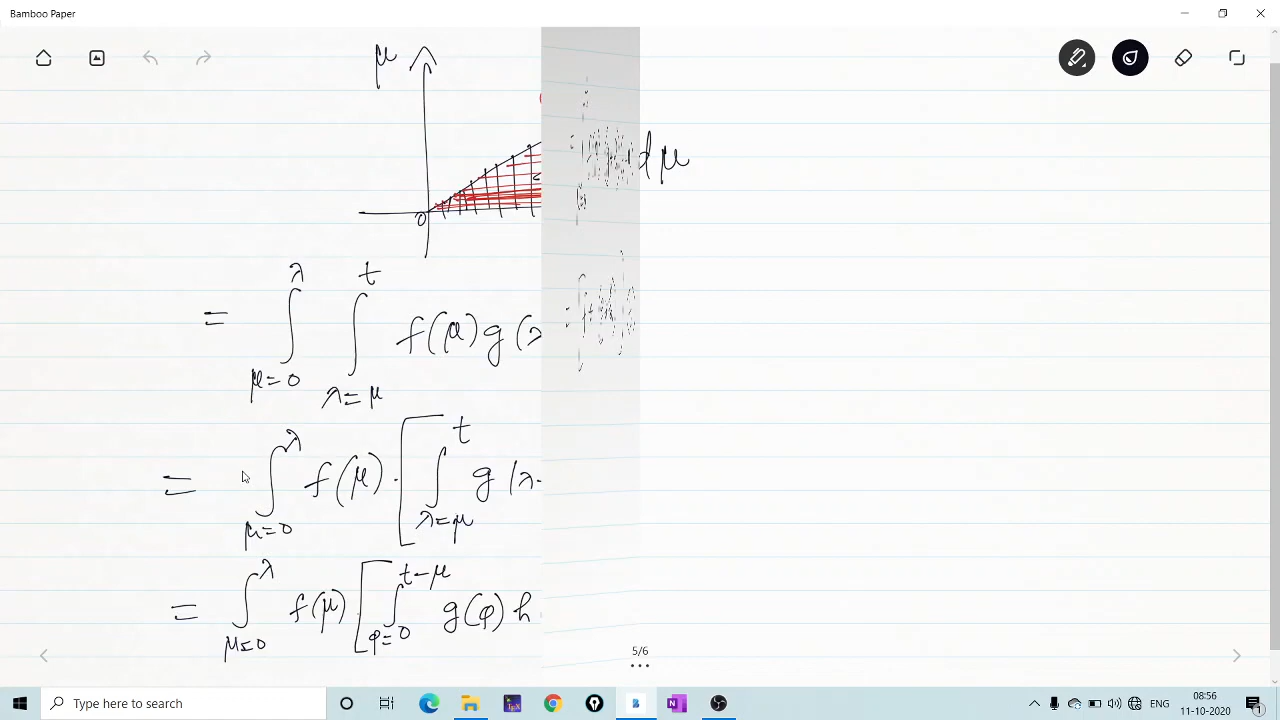 Bamboo Paper
μ
dμ
0
= ∫_{μ=0}^{λ} ∫_{λ=μ}^{t} f(μ) g(λ
= ∫_{μ=0}^{λ} f(μ) · [ ∫_{λ=μ}^{t} g(λ-
= ∫_{μ=0}^{λ} f(μ) [ ∫_{φ=0}^{t-μ} g(φ) h
5/6
Type here to search
ENG
08:56
11-10-2020
1